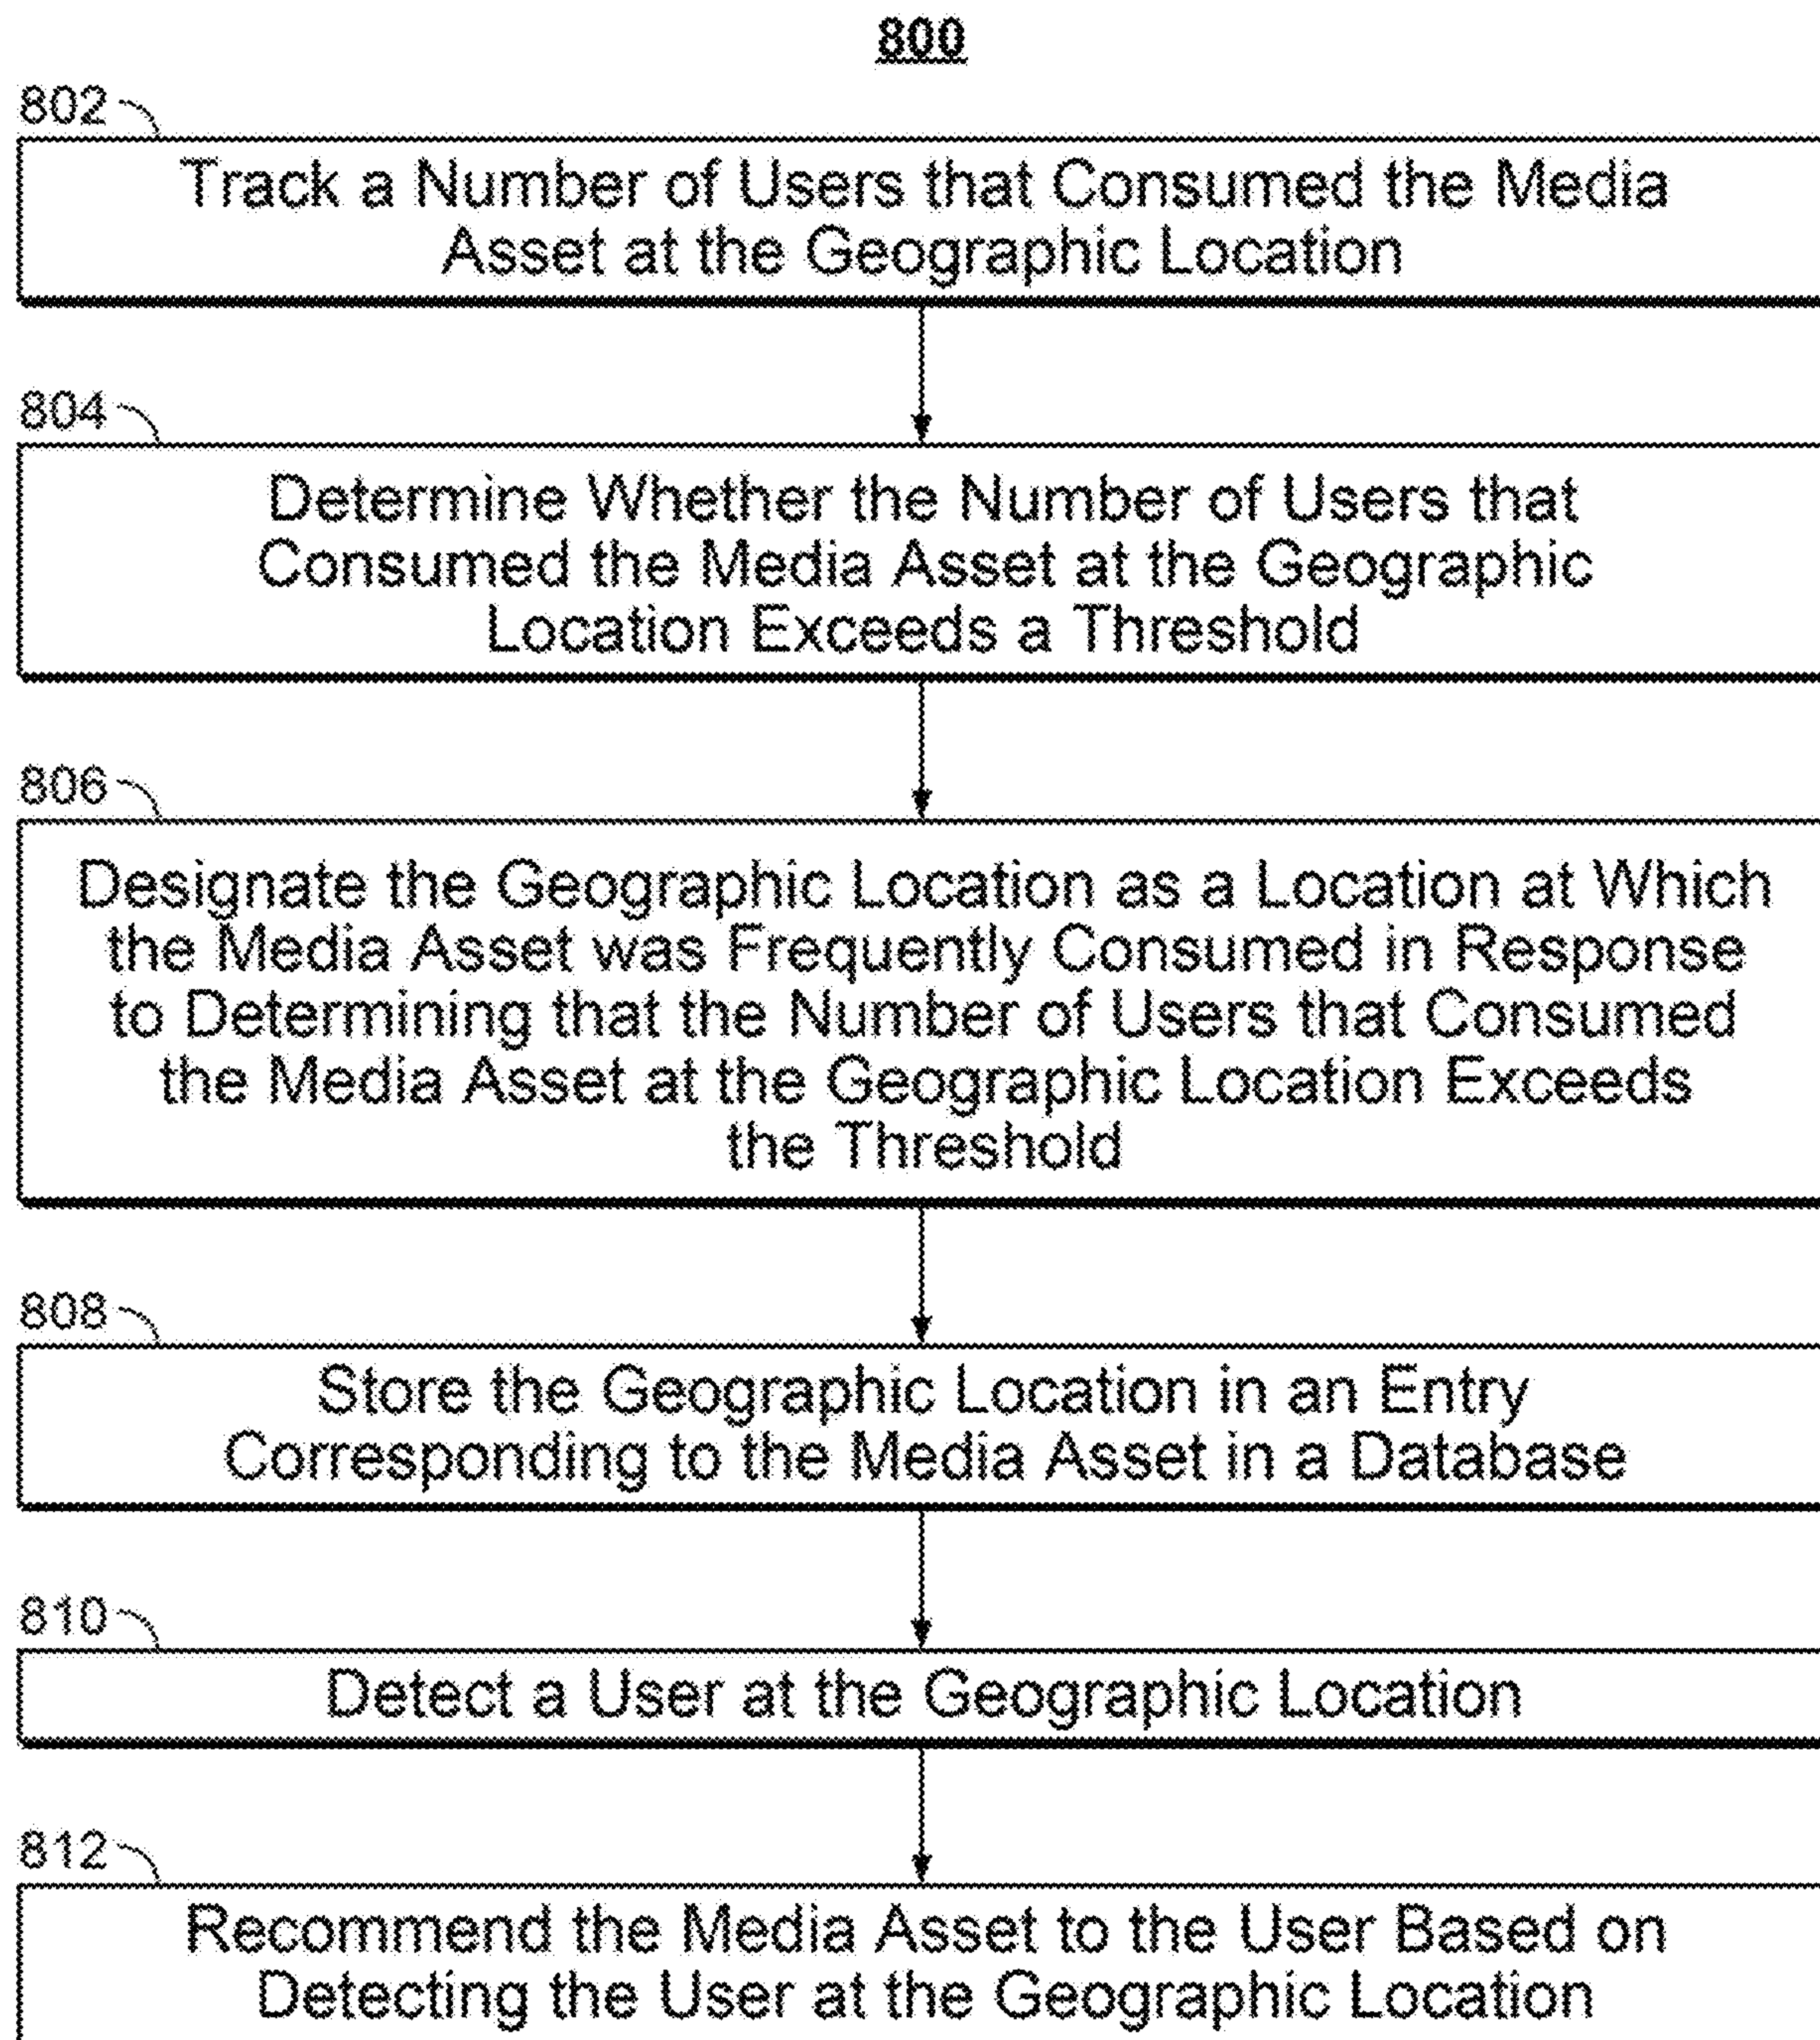 800
802
Track a Number of Users that Consumed the Media
Asset at the Geographic Location
804
Determine Whether the Number of Users that
Consumed the Media Asset at the Geographic
Location Exceeds a Threshold
806
Designate the Geographic Location as a Location at Which
the Media Asset was Frequently Consumed in Response
to Determining that the Number of Users that Consumed
the Media Asset at the Geographic Location Exceeds
the Threshold
808
Store the Geographic Location in an Entry
Corresponding to the Media Asset in a Database
810
Detect a User at the Geographic Location
812
Recommend the Media Asset to the User Based on
Detecting the User at the Geographic Location